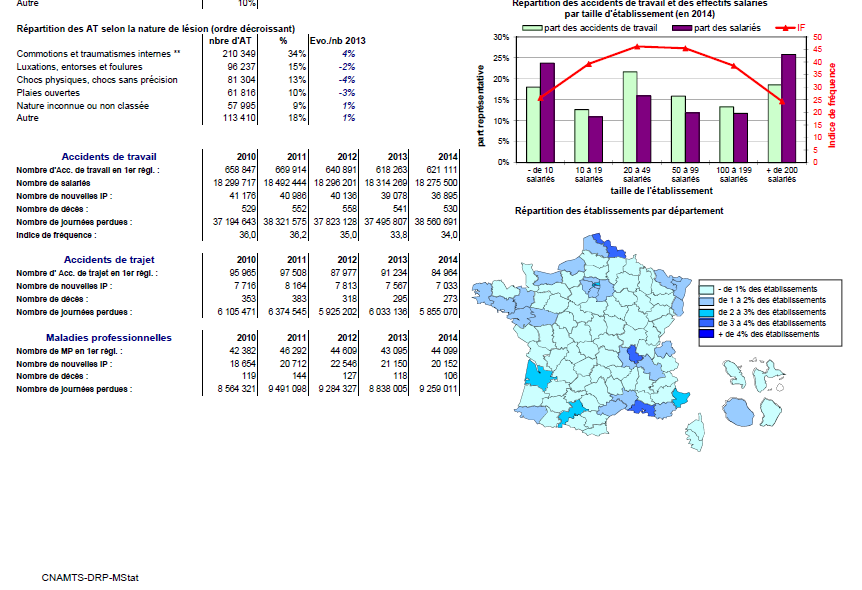 Autre 10%
Répartition des AT selon la nature de lésion (ordre décroissant)
nbre d'AT % Evo./nb 2013
Commotions et traumatismes internes ** 210 349 34% 4%
Luxations, entorses et foulures 96 237 15% -2%
Chocs physiques, chocs sans précision 81 304 13% -4%
Plaies ouvertes 61 816 10% -3%
Nature inconnue ou non classée 57 995 9% 1%
Autre 113 410 18% 1%
Accidents de travail 2010 2011 2012 2013 2014
Nombre d'Acc. de travail en 1er régl. : 658 847 669 914 640 891 618 263 621 111
Nombre de salariés 18 299 717 18 492 444 18 296 201 18 314 269 18 275 500
Nombre de nouvelles IP : 41 176 40 986 40 136 39 078 36 895
Nombre de décès : 529 552 558 541 530
Nombre de journées perdues : 37 194 643 38 321 575 37 823 128 37 495 807 38 560 691
Indice de fréquence : 36,0 36,2 35,0 33,8 34,0
Accidents de trajet 2010 2011 2012 2013 2014
Nombre d' Acc. de trajet en 1er régl. : 95 965 97 508 87 977 91 234 84 964
Nombre de nouvelles IP : 7 716 8 164 7 813 7 567 7 033
Nombre de décès : 353 383 318 295 273
Nombre de journées perdues : 6 105 471 6 374 545 5 925 202 6 033 136 5 855 070
Maladies professionnelles 2010 2011 2012 2013 2014
Nombre de MP en 1er régl. : 42 382 46 292 44 609 43 095 44 099
Nombre de nouvelles IP : 18 654 20 712 22 546 21 150 20 152
Nombre de décès : 119 144 127 118 106
Nombre de journées perdues : 8 564 321 9 491 098 9 284 327 8 838 005 9 259 011
Répartition des accidents de travail et des effectifs salariés
par taille d'établissement (en 2014)
part des accidents de travail part des salariés IF
30%
25%
20%
15%
10%
5%
0%
part représentative
50
45
40
35
30
25
20
15
10
5
0
Indice de fréquence
- de 10 salariés
10 à 19 salariés
20 à 49 salariés
50 à 99 salariés
100 à 199 salariés
+ de 200 salariés
taille de l'établissement
Répartition des établissements par département
- de 1% des établissements
de 1 à 2% des établissements
de 2 à 3% des établissements
de 3 à 4% des établissements
+ de 4% des établissements
CNAMTS-DRP-MStat